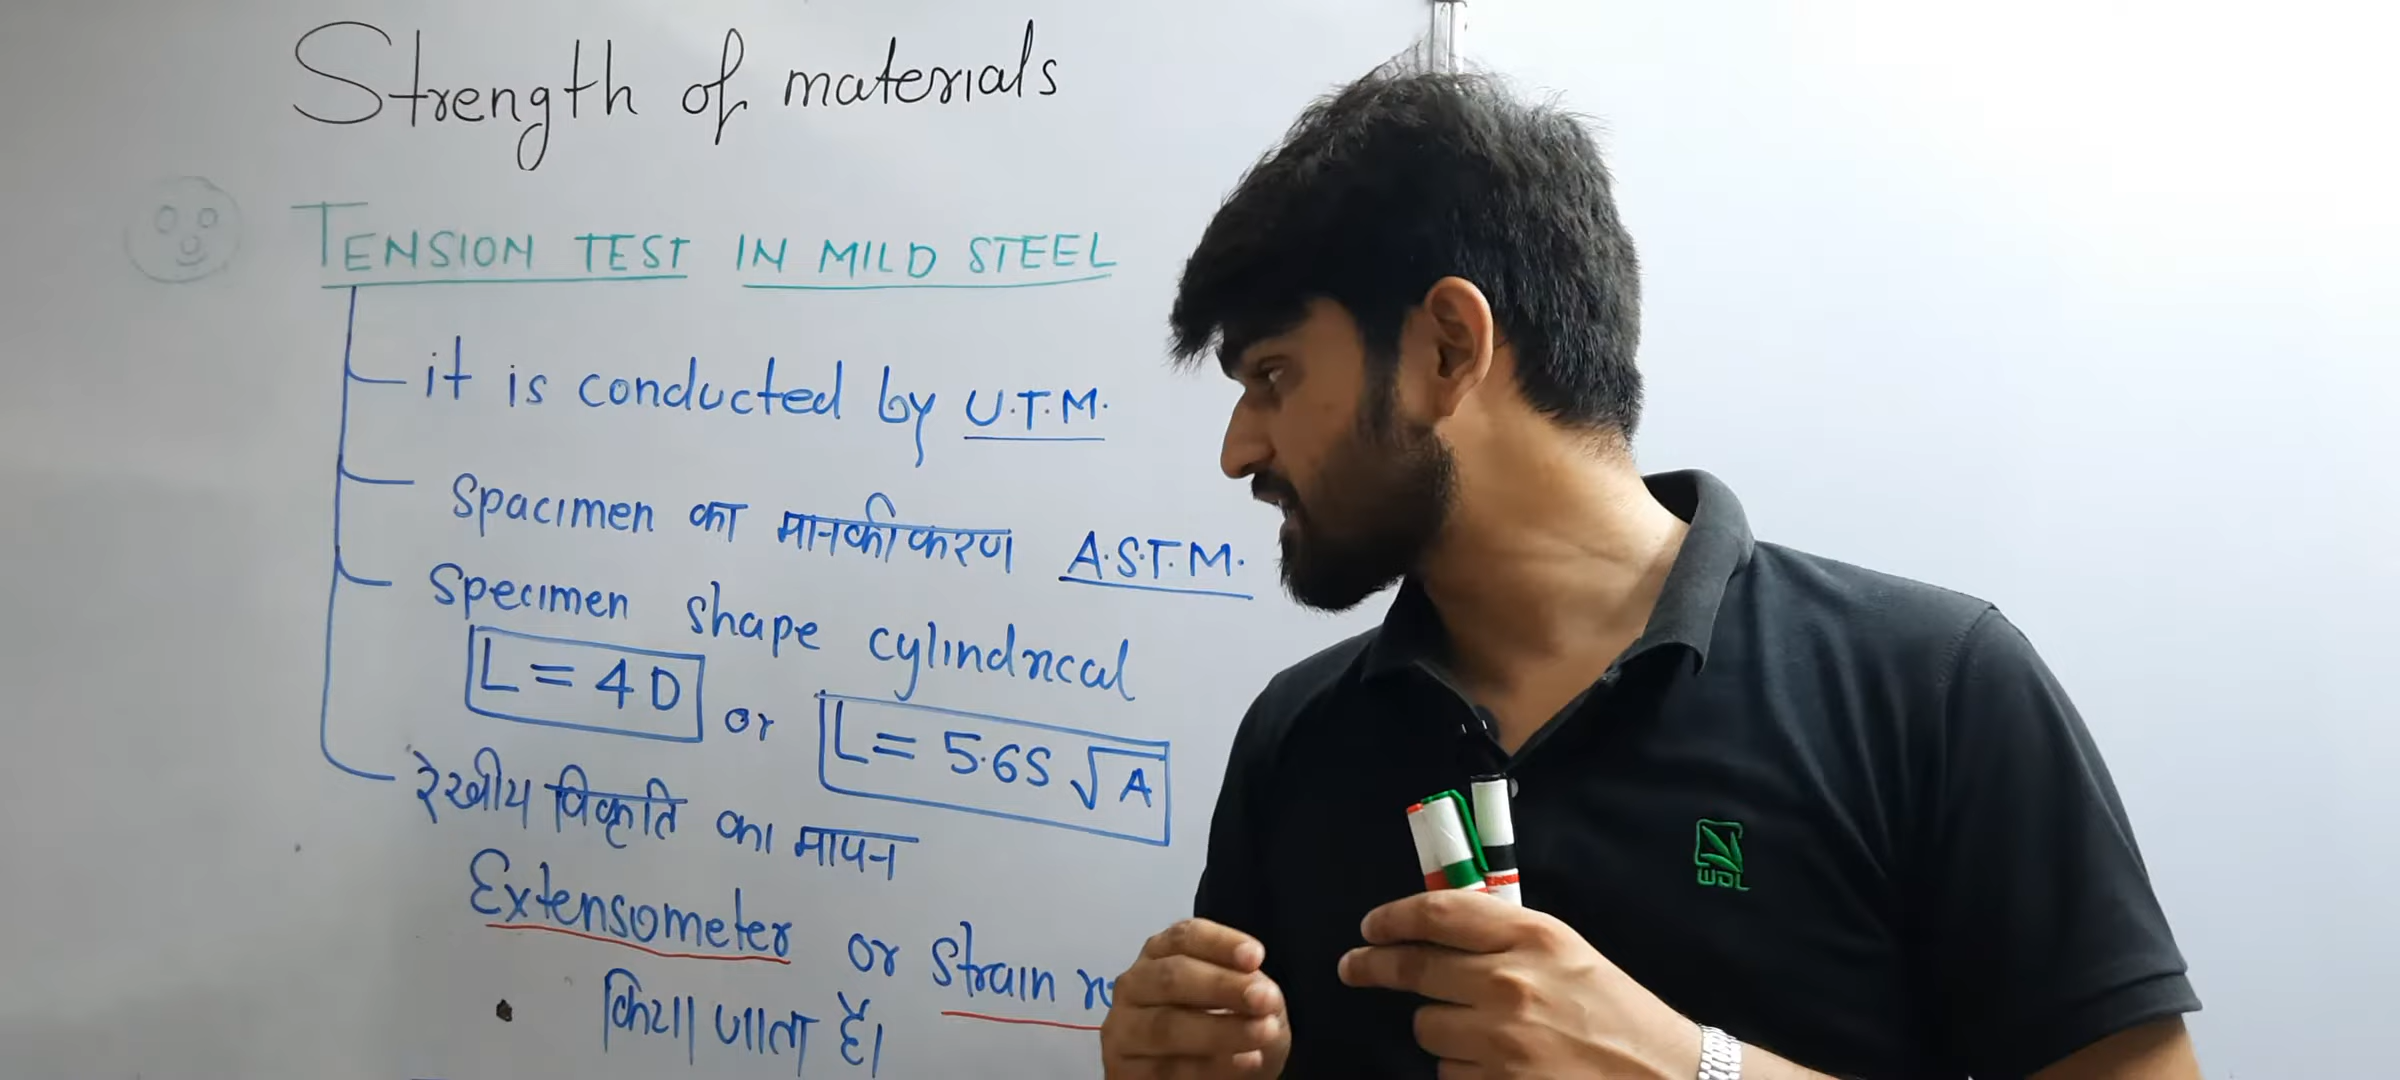 Strength of materials
TENSION TEST IN MILD STEEL
it is conducted by U.T.M.
Spacimen का मानकीकरण A.S.T.M.
Specimen shape cylindrical
L = 4D or L = 5.65 √A
रेखीय विकृति का मापन
Extensometer or Strain
किया जाता है।
WDL